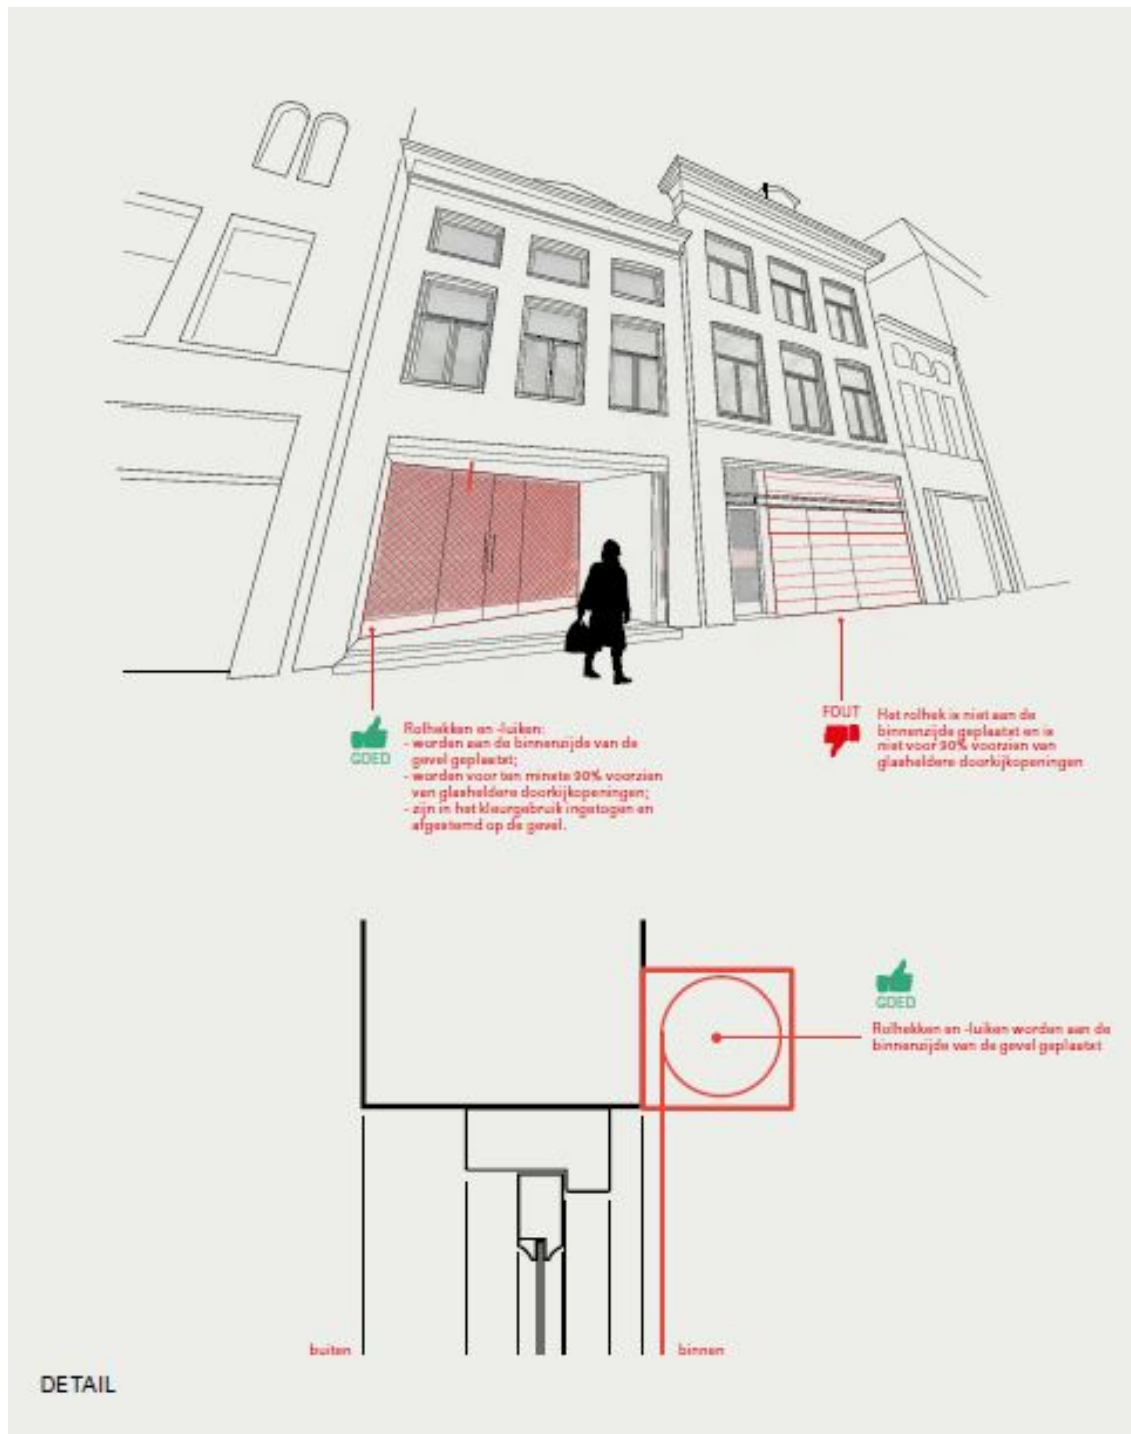 GOED
Rolhekken en -luiken:
- worden aan de binnenzijde van de
gevel geplaatst;
- worden voor ten minste 90% voorzien
van glasheldere doorkijkopeningen;
- zijn in het kleurgebruik ingetogen en
afgestemd op de gevel.
FOUT
Het rolhek is niet aan de
binnenzijde geplaatst en is
niet voor 90% voorzien van
glasheldere doorkijkopeningen
GOED
Rolhekken en -luiken worden aan de
binnenzijde van de gevel geplaatst
buiten
binnen
DETAIL